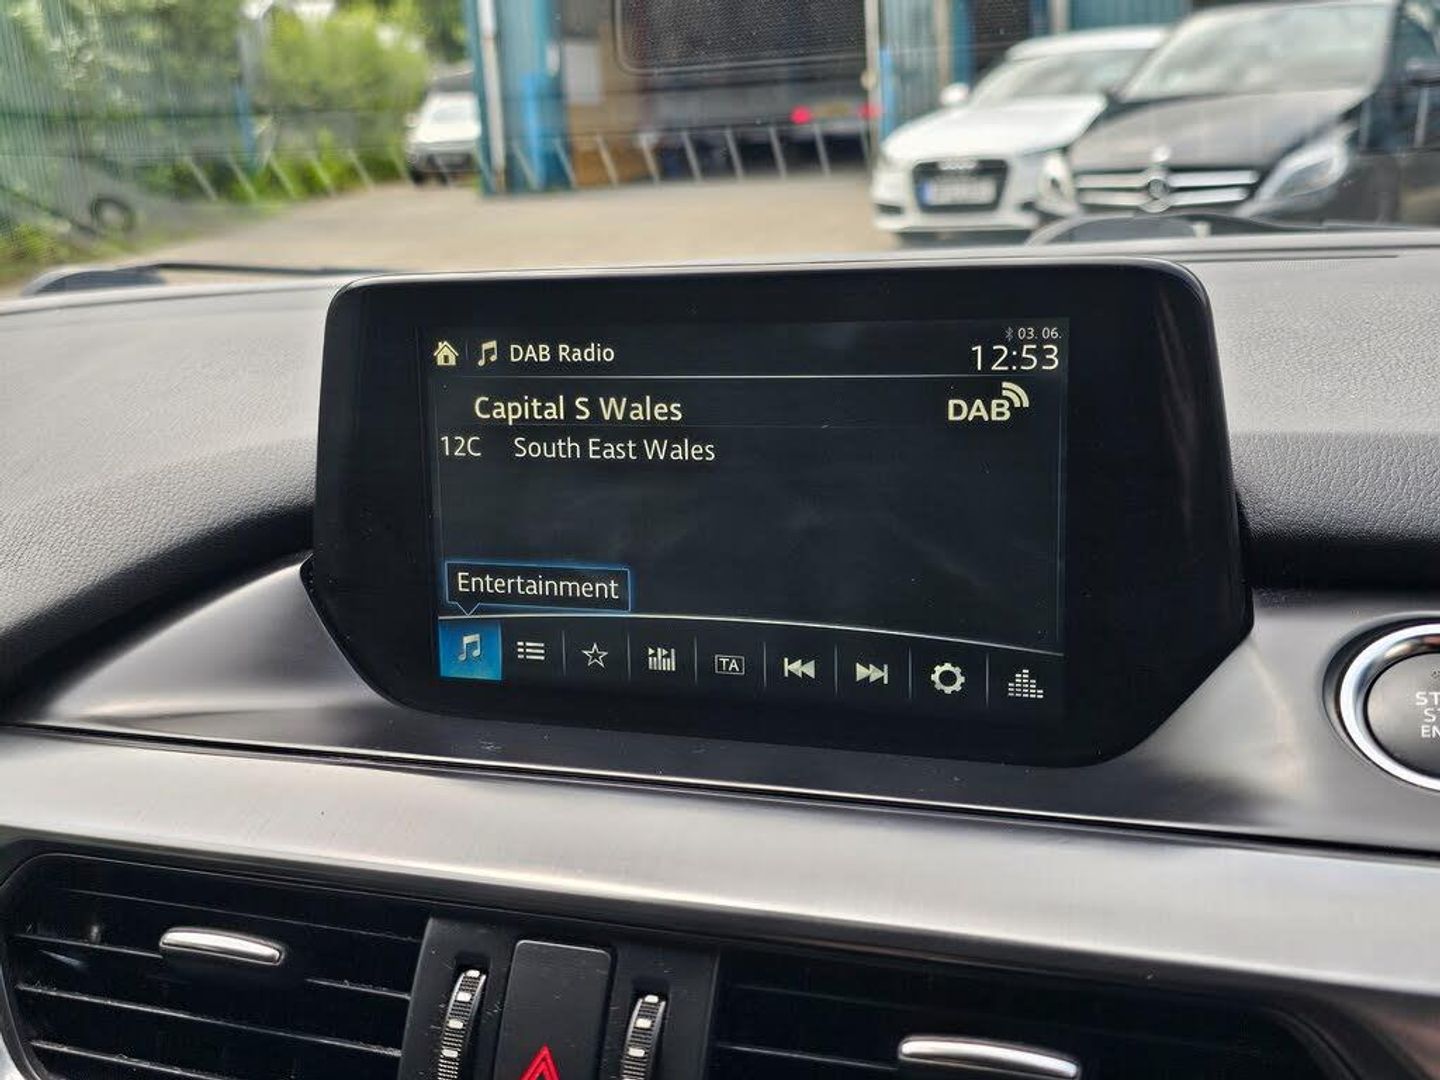 03. 06.
DAB Radio
12:53
Capital S Wales
DAB
12C South East Wales
Entertainment
TA